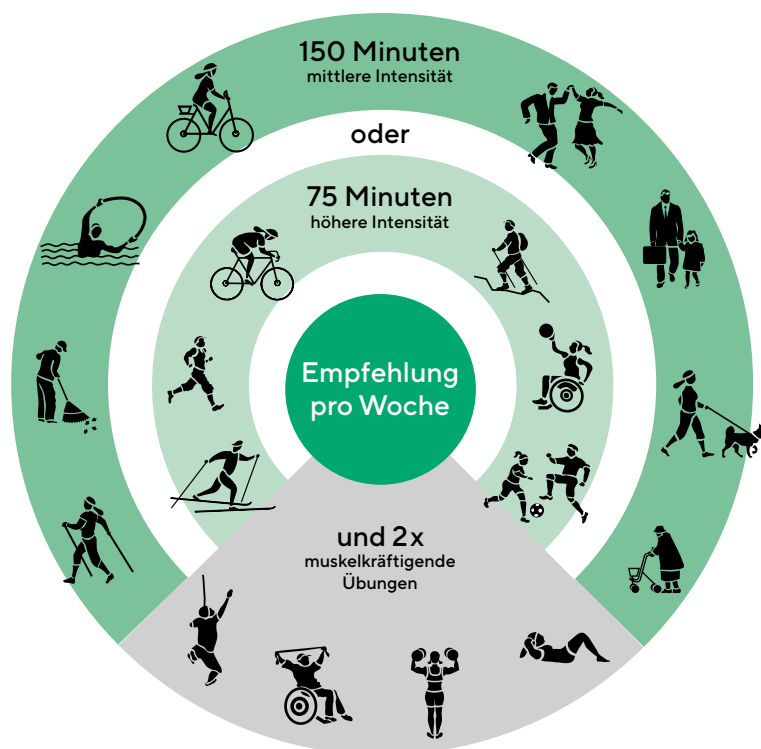 150 Minuten
mittlere Intensität
oder
75 Minuten
höhere Intensität
Empfehlung
pro Woche
und 2x
muskelkräftigende
Übungen